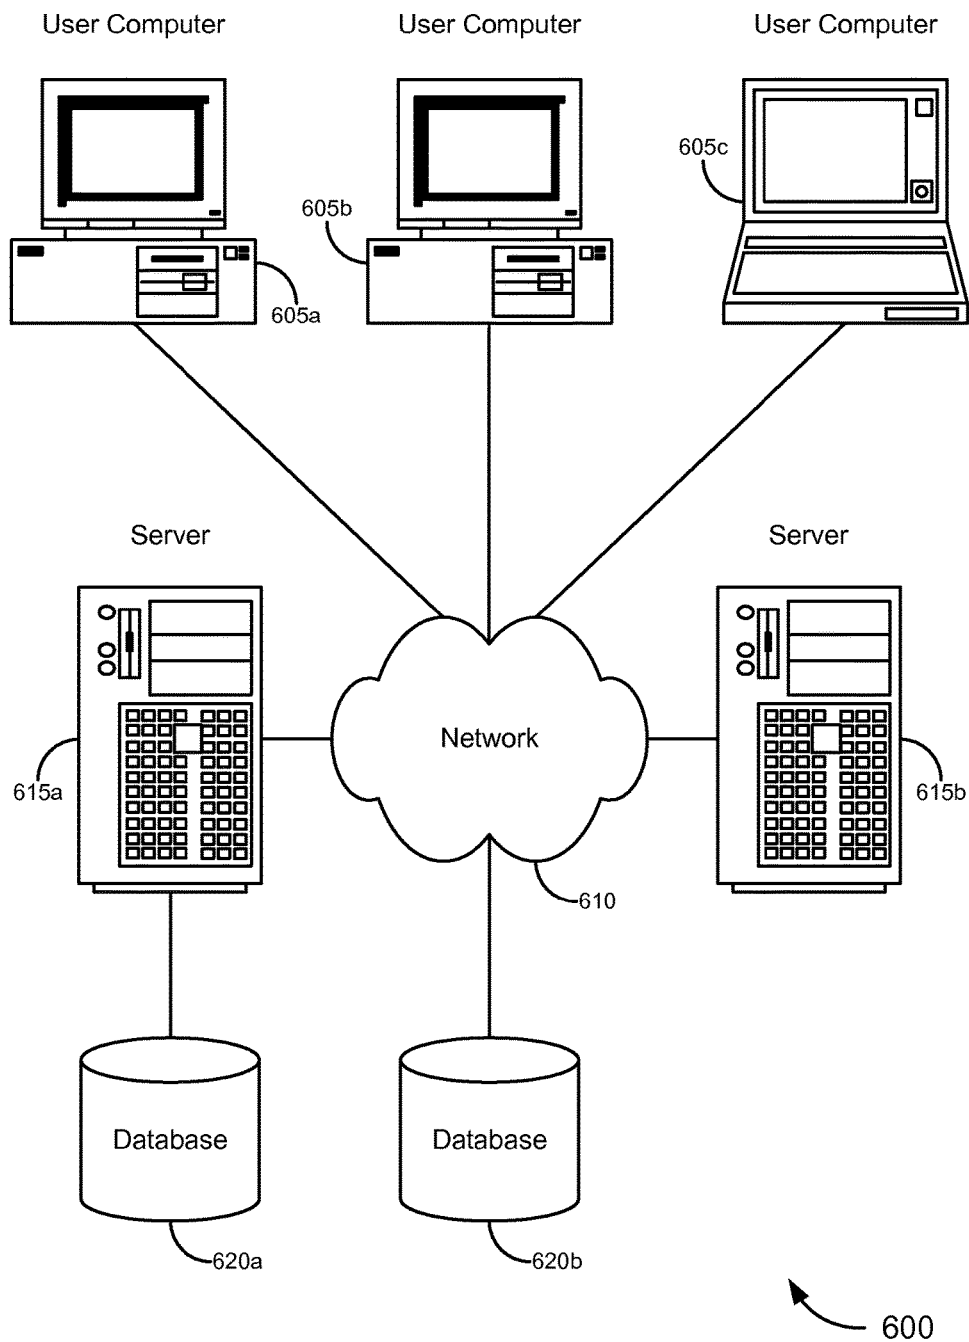 User Computer
User Computer
User Computer
605c
605b
605a
Server
Server
Network
615a
615b
610
Database
Database
620a
620b
600